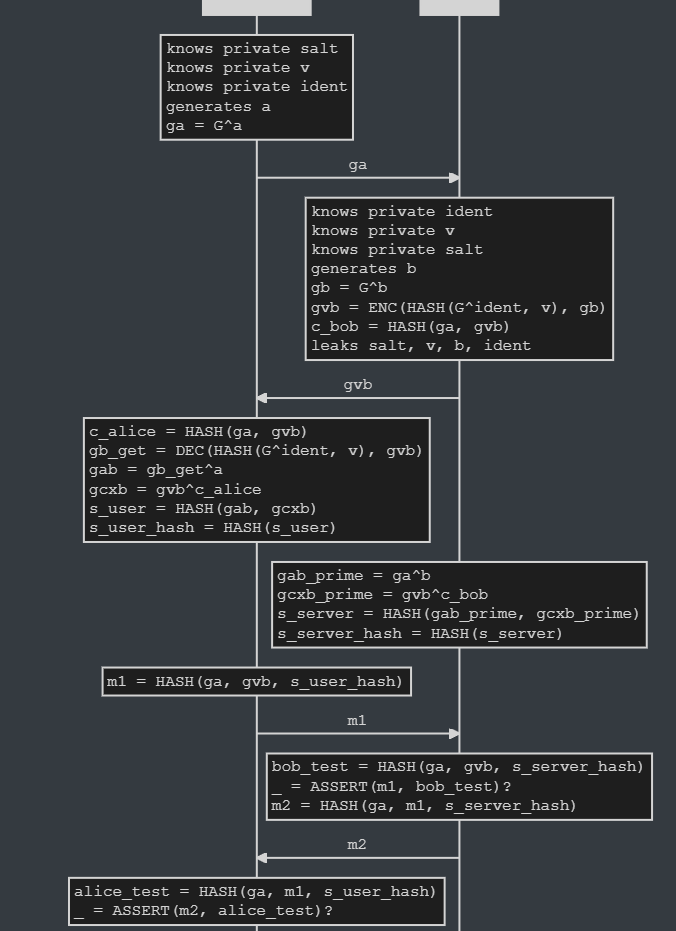 knows private salt
knows private v
knows private ident
generates a
ga = G^a
ga
knows private ident
knows private v
knows private salt
generates b
gb = G^b
gvb = ENC(HASH(G^ident, v), gb)
c_bob = HASH(ga, gvb)
leaks salt, v, b, ident
gvb
c_alice = HASH(ga, gvb)
gb_get = DEC(HASH(G^ident, v), gvb)
gab = gb_get^a
gcxb = gvb^c_alice
s_user = HASH(gab, gcxb)
s_user_hash = HASH(s_user)
gab_prime = ga^b
gcxb_prime = gvb^c_bob
s_server = HASH(gab_prime, gcxb_prime)
s_server_hash = HASH(s_server)
m1 = HASH(ga, gvb, s_user_hash)
m1
bob_test = HASH(ga, gvb, s_server_hash)
_ = ASSERT(m1, bob_test)?
m2 = HASH(ga, m1, s_server_hash)
m2
alice_test = HASH(ga, m1, s_user_hash)
_ = ASSERT(m2, alice_test)?